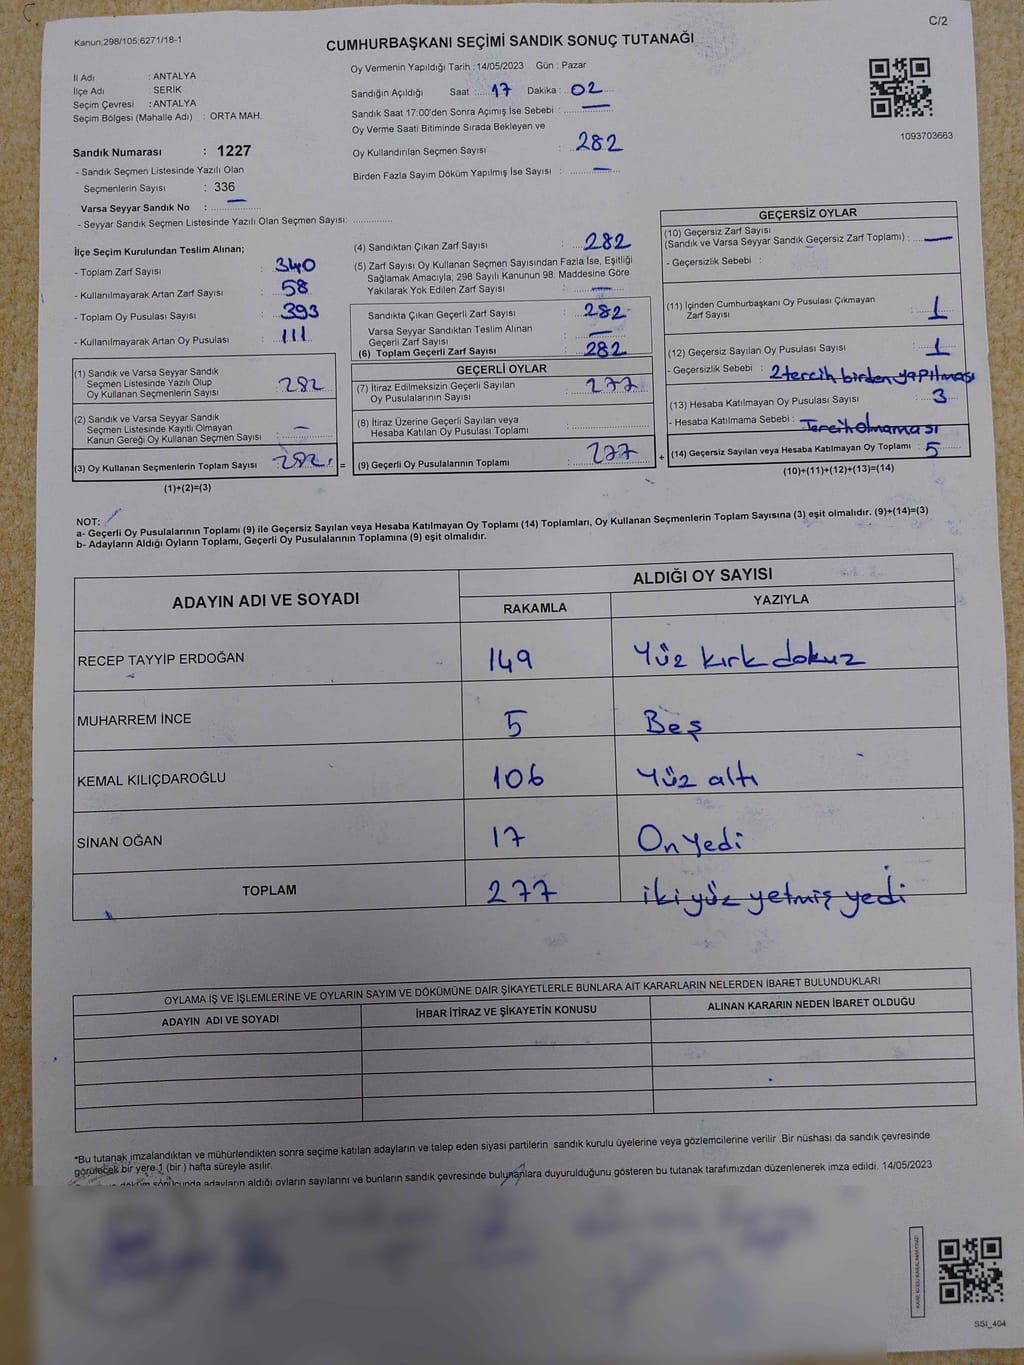 Kanun;298/105;6271/18-1
C/2
CUMHURBAŞKANI SEÇİMİ SANDIK SONUÇ TUTANAĞI
İl Adı : ANTALYA
İlçe Adı : SERİK
Seçim Çevresi : ANTALYA
Seçim Bölgesi (Mahalle Adı) : ORTA MAH.
Sandık Numarası : 1227
- Sandık Seçmen Listesinde Yazılı Olan
Seçmenlerin Sayısı : 336
Varsa Seyyar Sandık No : —
- Seyyar Sandık Seçmen Listesinde Yazılı Olan Seçmen Sayısı: ..............
Oy Vermenin Yapıldığı Tarih : 14/05/2023 Gün : Pazar
Sandığın Açıldığı Saat : 17 Dakika : 02
Sandık Saat 17:00'den Sonra Açımış İse Sebebi : —
Oy Verme Saati Bitiminde Sırada Bekleyen ve
Oy Kullandırılan Seçmen Sayısı : 282
Birden Fazla Sayım Döküm Yapılmış İse Sayısı : —
1093703663
İlçe Seçim Kurulundan Teslim Alınan;
- Toplam Zarf Sayısı : 340
- Kullanılmayarak Artan Zarf Sayısı : 58
- Toplam Oy Pusulası Sayısı : 393
- Kullanılmayarak Artan Oy Pusulası : 111
(1) Sandık ve Varsa Seyyar Sandık
Seçmen Listesinde Yazılı Olup
Oy Kullanan Seçmenlerin Sayısı : 282
(2) Sandık ve Varsa Seyyar Sandık
Seçmen Listesinde Kayıtlı Olmayan
Kanun Gereği Oy Kullanan Seçmen Sayısı : —
(3) Oy Kullanan Seçmenlerin Toplam Sayısı : 282
(1)+(2)=(3)
(4) Sandıktan Çıkan Zarf Sayısı : 282
(5) Zarf Sayısı Oy Kullanan Seçmen Sayısından Fazla İse, Eşitliği
Sağlamak Amacıyla, 298 Sayılı Kanunun 98. Maddesine Göre
Yakılarak Yok Edilen Zarf Sayısı : —
Sandıkta Çıkan Geçerli Zarf Sayısı : 282
Varsa Seyyar Sandıktan Teslim Alınan
Geçerli Zarf Sayısı : —
(6) Toplam Geçerli Zarf Sayısı : 282
GEÇERLİ OYLAR
(7) İtiraz Edilmeksizin Geçerli Sayılan
Oy Pusulalarının Sayısı : 277
(8) İtiraz Üzerine Geçerli Sayılan veya
Hesaba Katılan Oy Pusulası Toplamı :
= (9) Geçerli Oy Pusulalarının Toplamı : 277
GEÇERSİZ OYLAR
(10) Geçersiz Zarf Sayısı
(Sandık ve Varsa Seyyar Sandık Geçersiz Zarf Toplamı) : —
- Geçersizlik Sebebi :
(11) İçinden Cumhurbaşkanı Oy Pusulası Çıkmayan
Zarf Sayısı : 1
(12) Geçersiz Sayılan Oy Pusulası Sayısı : 1
- Geçersizlik Sebebi : 2 tercih birden yapılması
(13) Hesaba Katılmayan Oy Pusulası Sayısı : 3
- Hesaba Katılmama Sebebi : Tercih olmaması
+ (14) Geçersiz Sayılan veya Hesaba Katılmayan Oy Toplamı : 5
(10)+(11)+(12)+(13)=(14)
NOT:
a- Geçerli Oy Pusulalarının Toplamı (9) ile Geçersiz Sayılan veya Hesaba Katılmayan Oy Toplamı (14) Toplamları, Oy Kullanan Seçmenlerin Toplam Sayısına (3) eşit olmalıdır. (9)+(14)=(3)
b- Adayların Aldığı Oyların Toplamı, Geçerli Oy Pusulalarının Toplamına (9) eşit olmalıdır.
ADAYIN ADI VE SOYADI
ALDIĞI OY SAYISI
RAKAMLA YAZIYLA
RECEP TAYYİP ERDOĞAN 149 Yüz kırk dokuz
MUHARREM İNCE 5 Beş
KEMAL KILIÇDAROĞLU 106 Yüz altı
SİNAN OĞAN 17 On Yedi
TOPLAM 277 iki yüz yetmiş yedi
OYLAMA İŞ VE İŞLEMLERİNE VE OYLARIN SAYIM VE DÖKÜMÜNE DAİR ŞİKAYETLERLE BUNLARA AİT KARARLARIN NELERDEN İBARET BULUNDUKLARI
ADAYIN ADI VE SOYADI İHBAR İTİRAZ VE ŞİKAYETİN KONUSU ALINAN KARARIN NEDEN İBARET OLDUĞU
*Bu tutanak imzalandıktan ve mühürlendikten sonra seçime katılan adayların ve talep eden siyasi partilerin sandık kurulu üyelerine veya gözlemcilerine verilir .Bir nüshası da sandık çevresinde
görülecek bir yere 1 (bir) hafta süreyle asılır.
döküm sonucunda adayların aldığı oyların sayılarını ve bunların sandık çevresinde bulunanlara duyurulduğunu gösteren bu tutanak tarafımızdan düzenlenerek imza edildi. 14/05/2023
KARE KODU KARALAMAYINIZ!
SSI_404